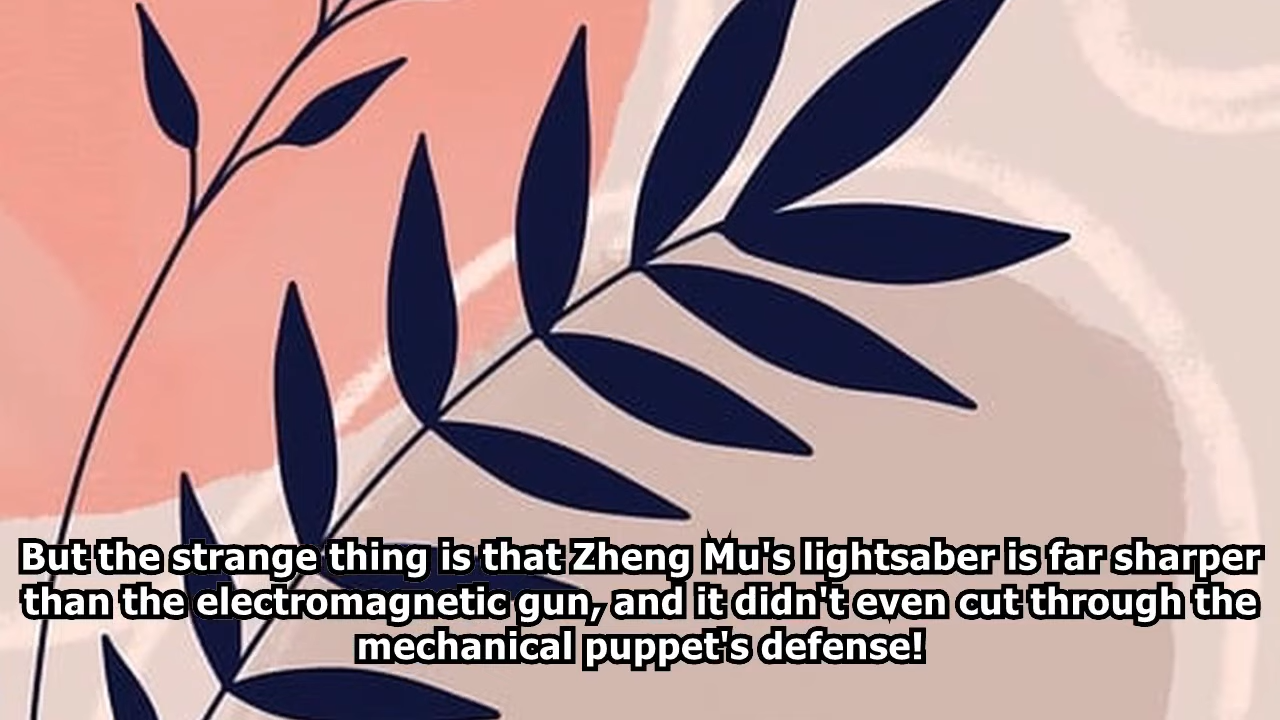 But the strange thing is that Zheng Mu's lightsaber is far sharper
than the electromagnetic gun, and it didn't even cut through the
mechanical puppet's defense!